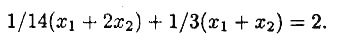 1/14(x₁ + 2x₂) + 1/3(x₁ + x₂) = 2.